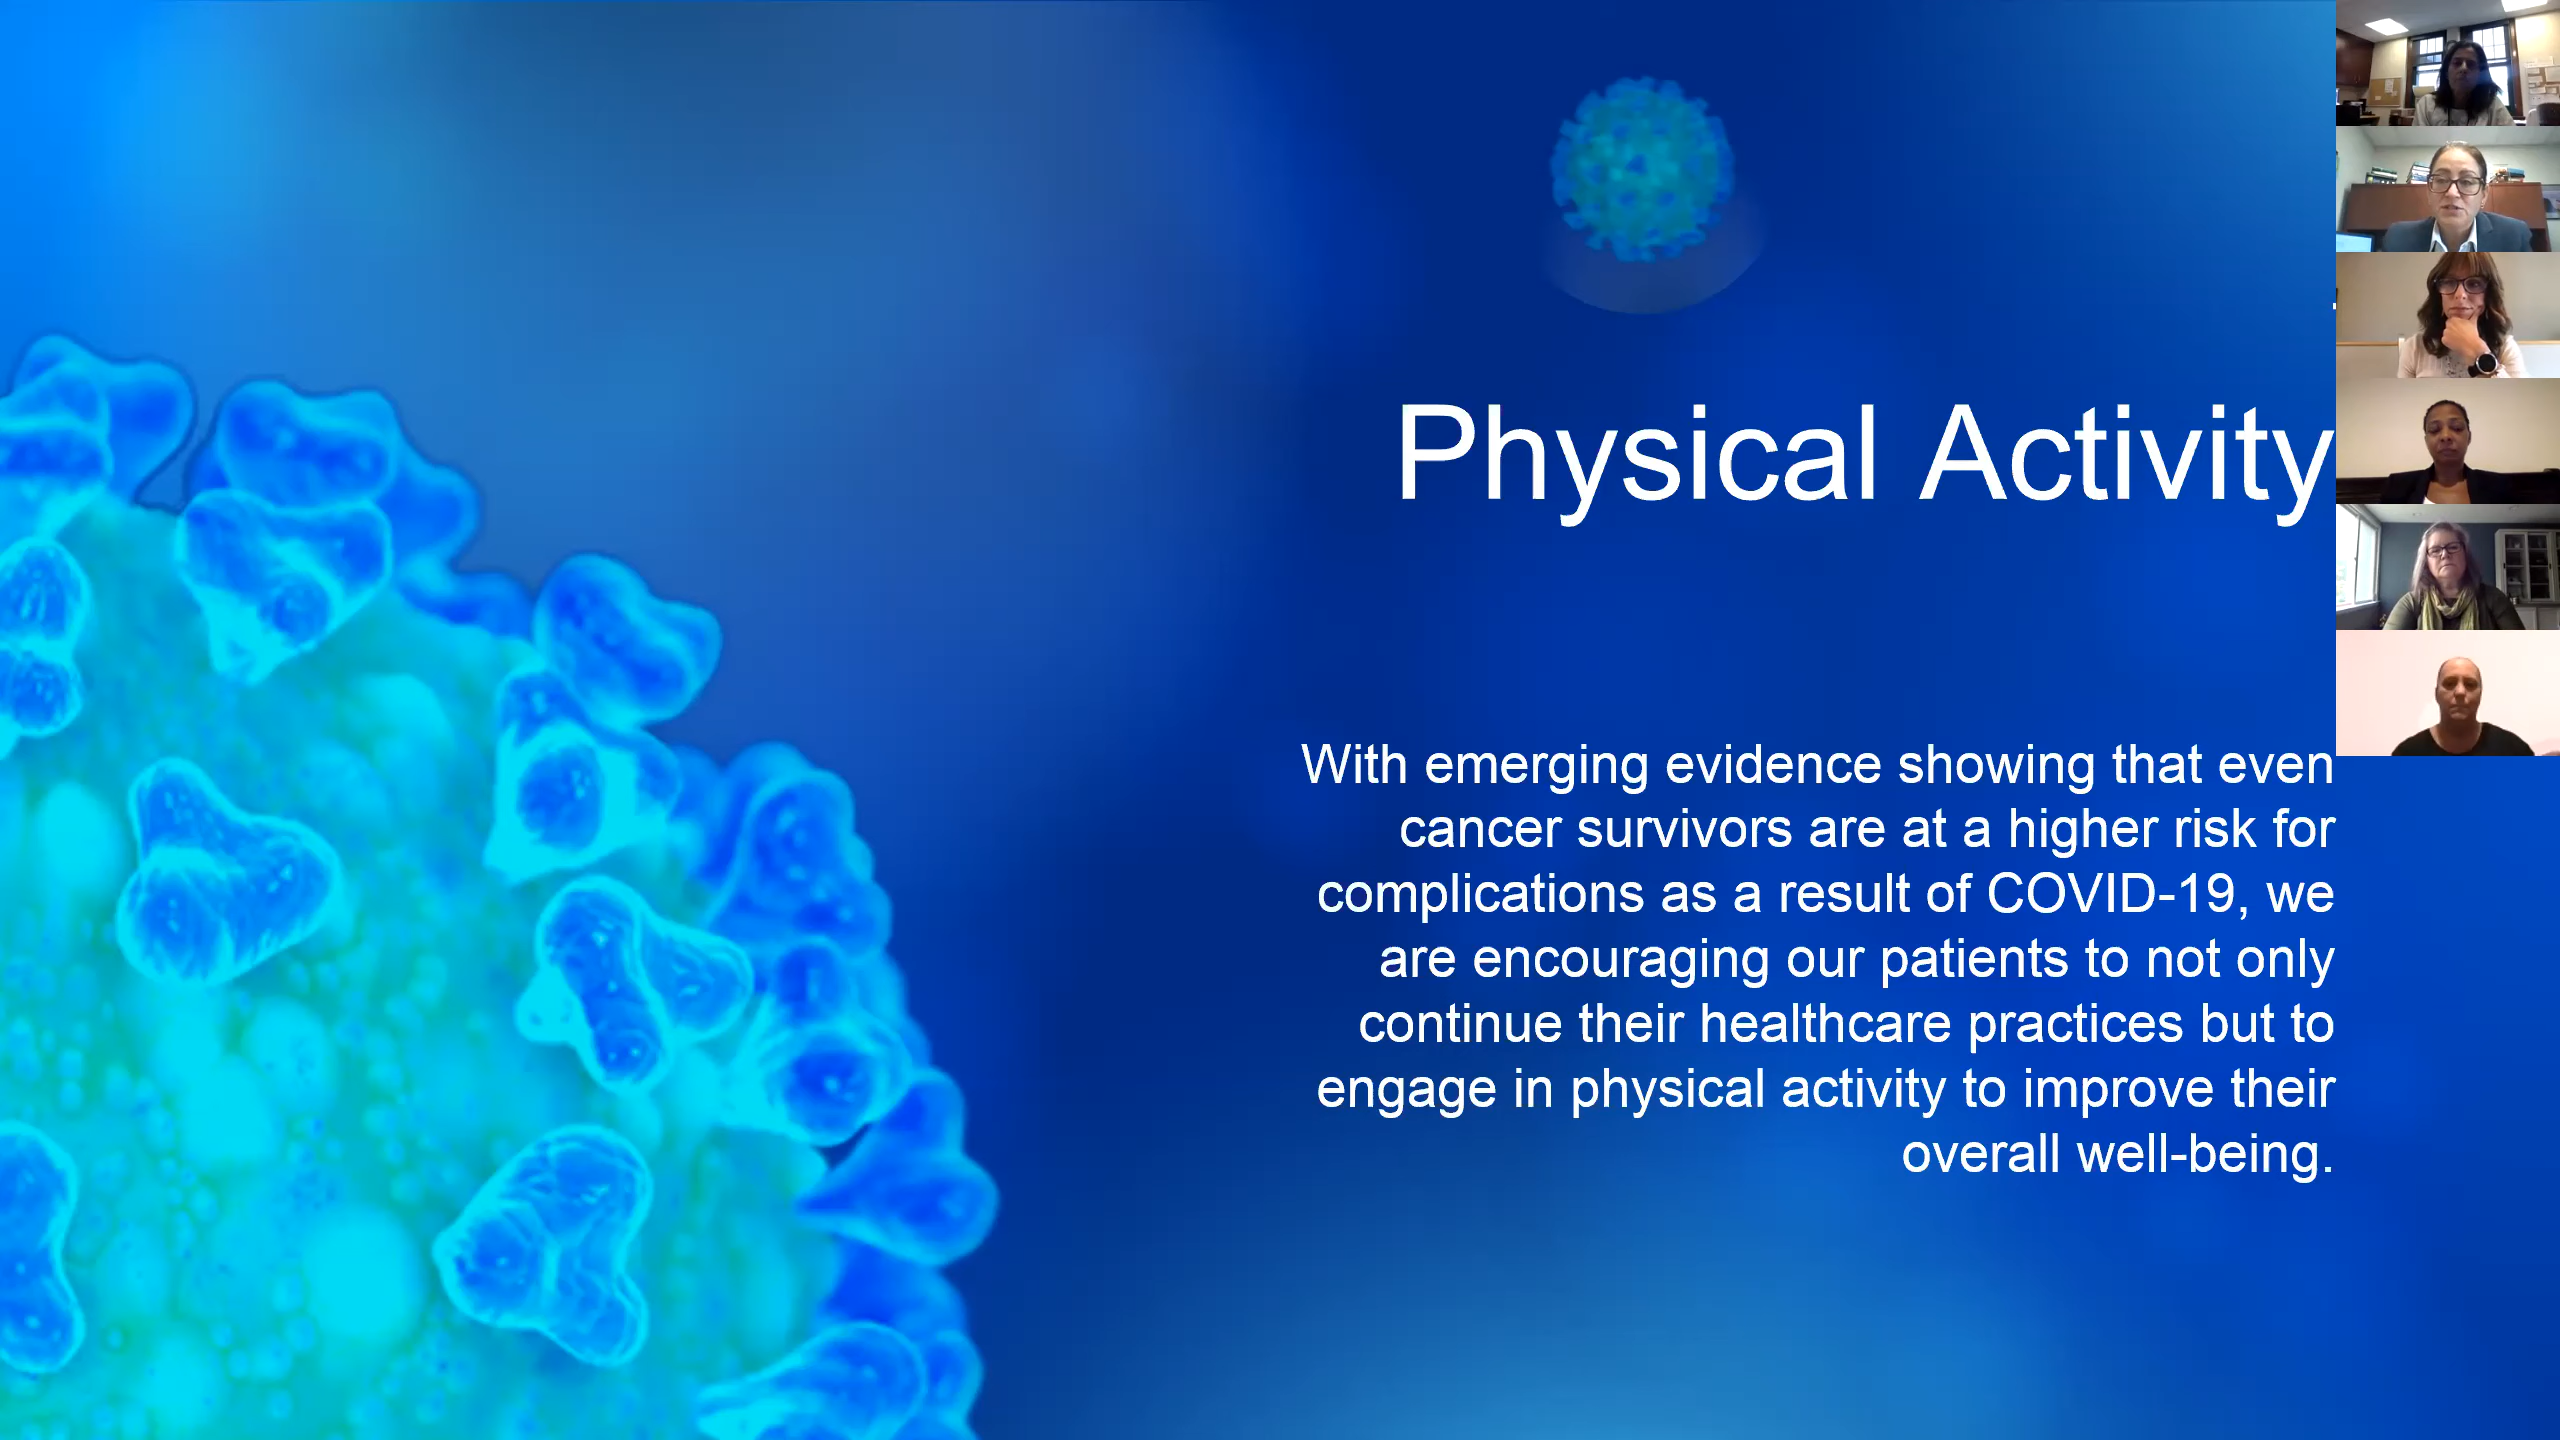 Physical Activity
With emerging evidence showing that even
cancer survivors are at a higher risk for
complications as a result of COVID-19, we
are encouraging our patients to not only
continue their healthcare practices but to
engage in physical activity to improve their
overall well-being.